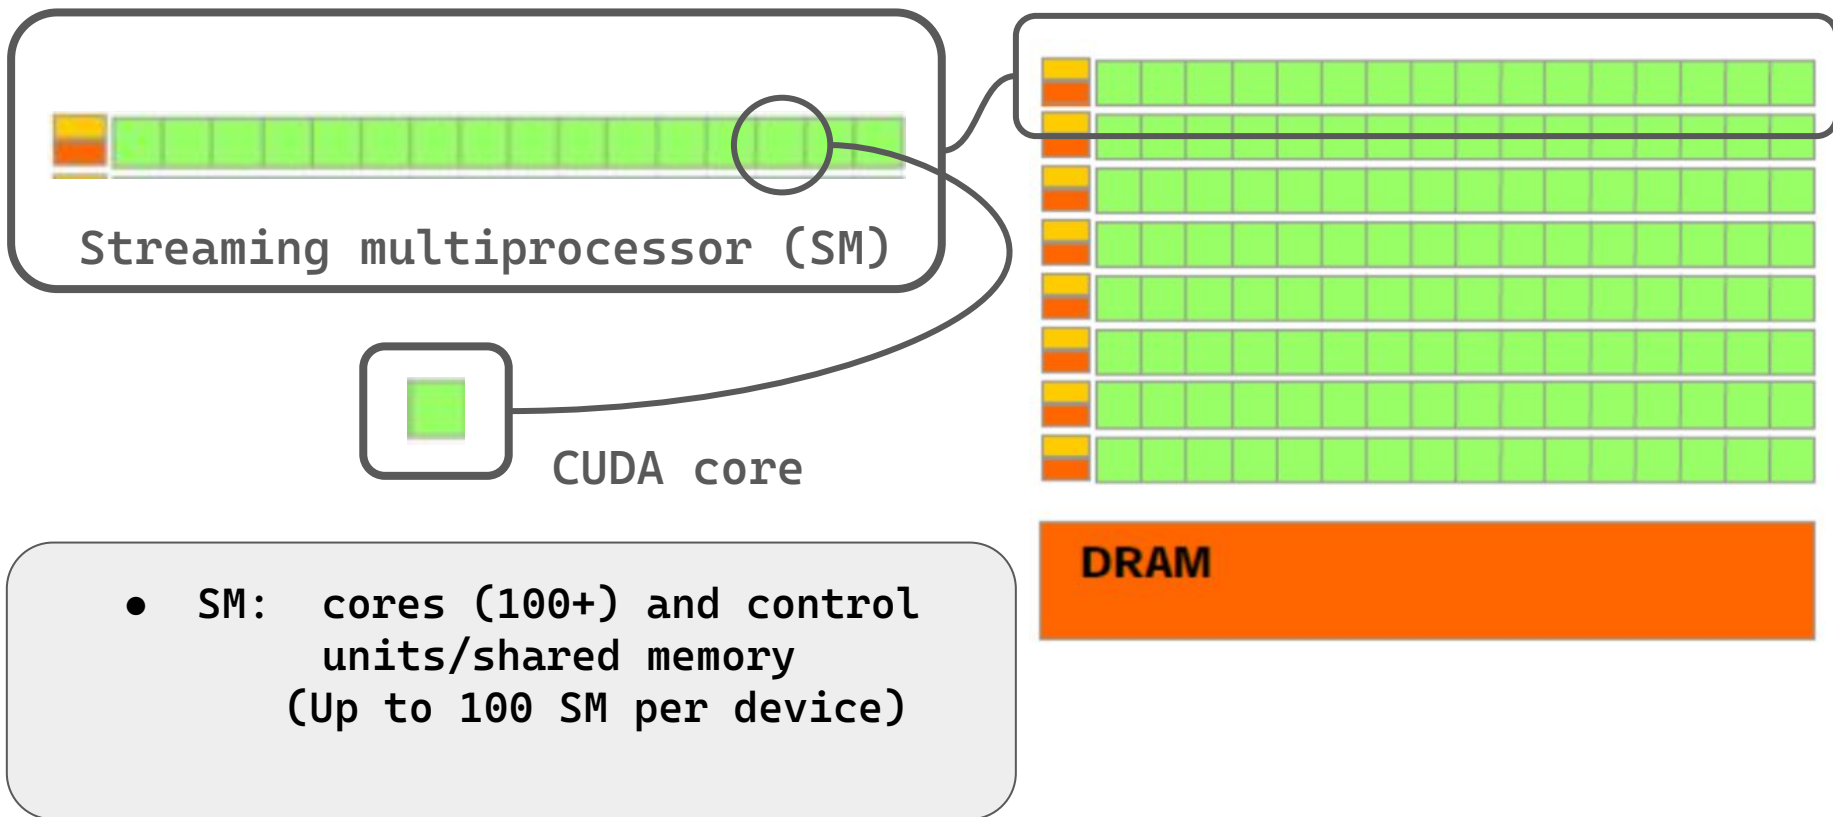 Streaming multiprocessor (SM)
CUDA core
DRAM
● SM: cores (100+) and control
units/shared memory
(Up to 100 SM per device)